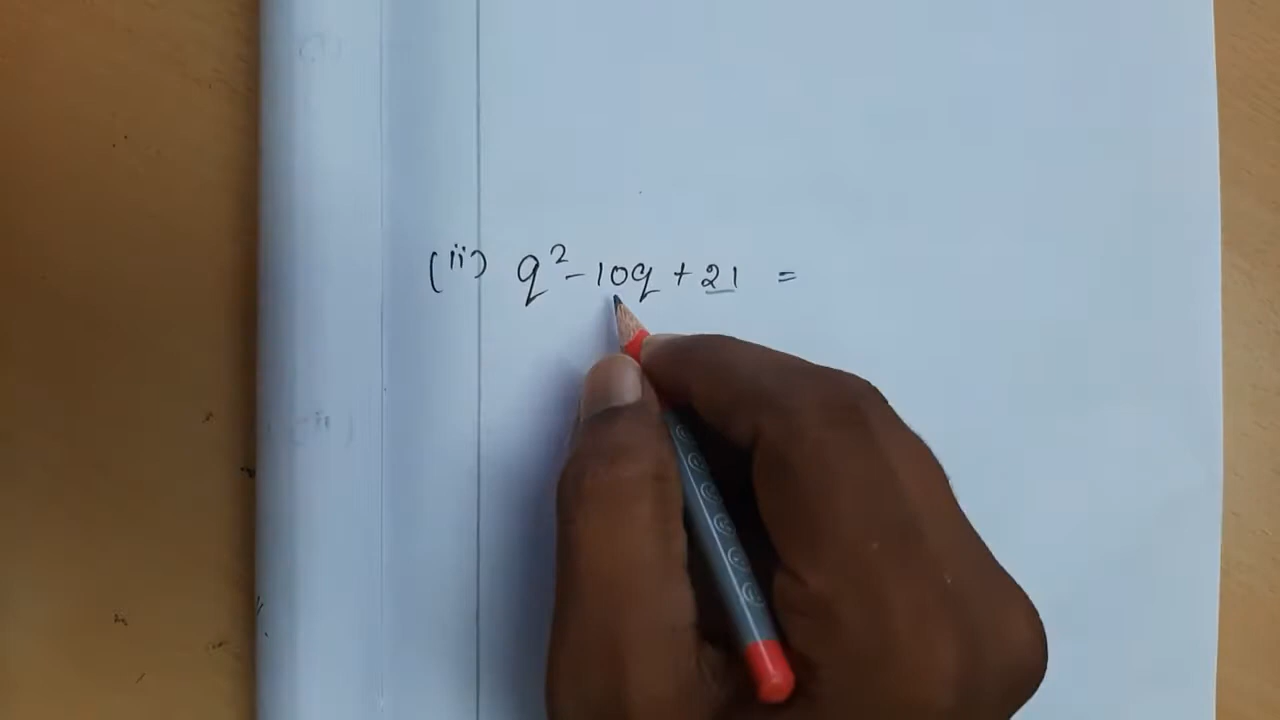 (ii) q² - 10q + 21 =